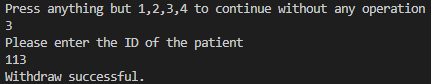 Press anything but 1,2,3,4 to continue without any operation
3
Please enter the ID of the patient
113
Withdraw successful.